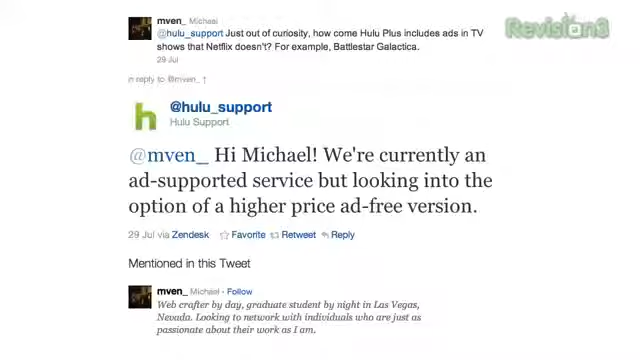 mven_ Michael
@hulu_support Just out of curiosity, how come Hulu Plus includes ads in TV
shows that Netflix doesn't? For example, Battlestar Galactica.
29 Jul
Revision3
in reply to @mven_ ↑
@hulu_support
Hulu Support
@mven_ Hi Michael! We're currently an
ad-supported service but looking into the
option of a higher price ad-free version.
29 Jul via Zendesk Favorite Retweet Reply
Mentioned in this Tweet
mven_ Michael · Follow
Web crafter by day, graduate student by night in Las Vegas,
Nevada. Looking to network with individuals who are just as
passionate about their work as I am.